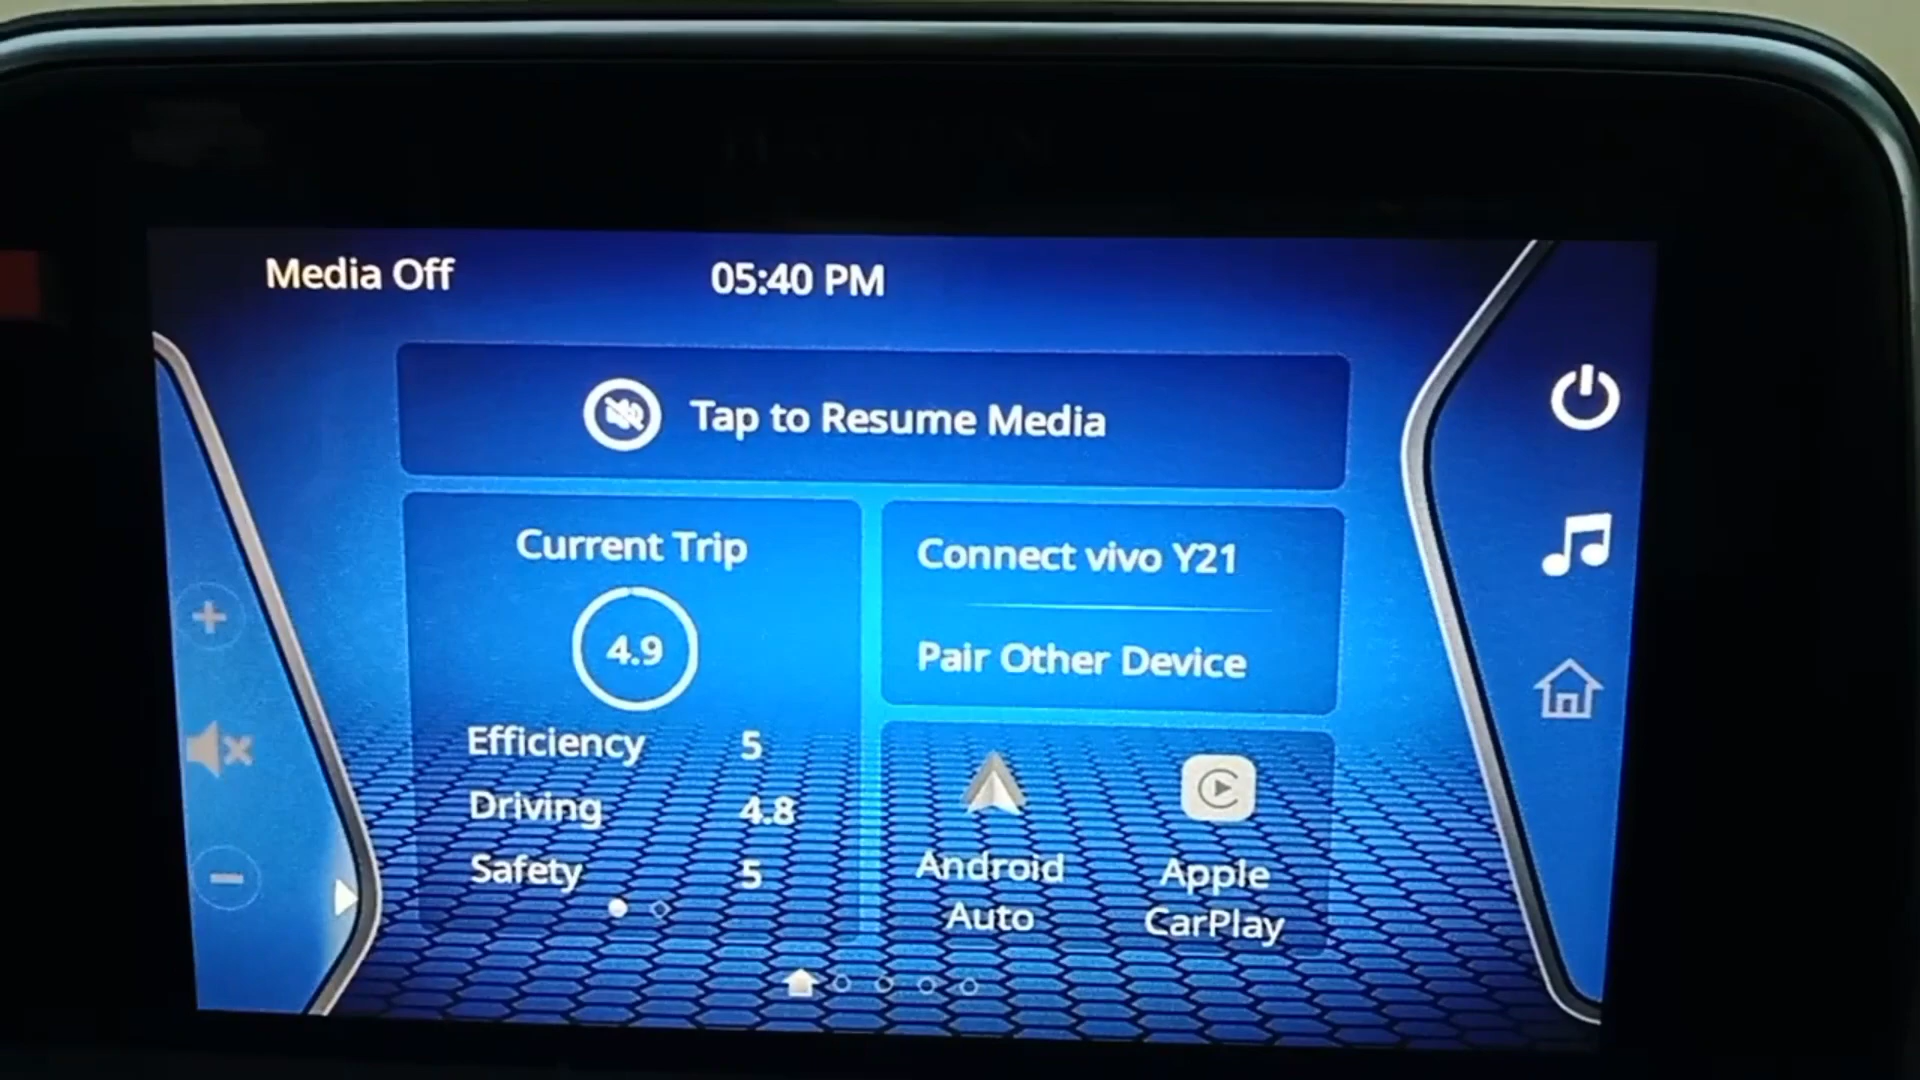 Media Off
05:40 PM
Tap to Resume Media
Current Trip
4.9
Efficiency 5
Driving 4.8
Safety 5
Connect vivo Y21
Pair Other Device
Android
Auto
Apple
CarPlay